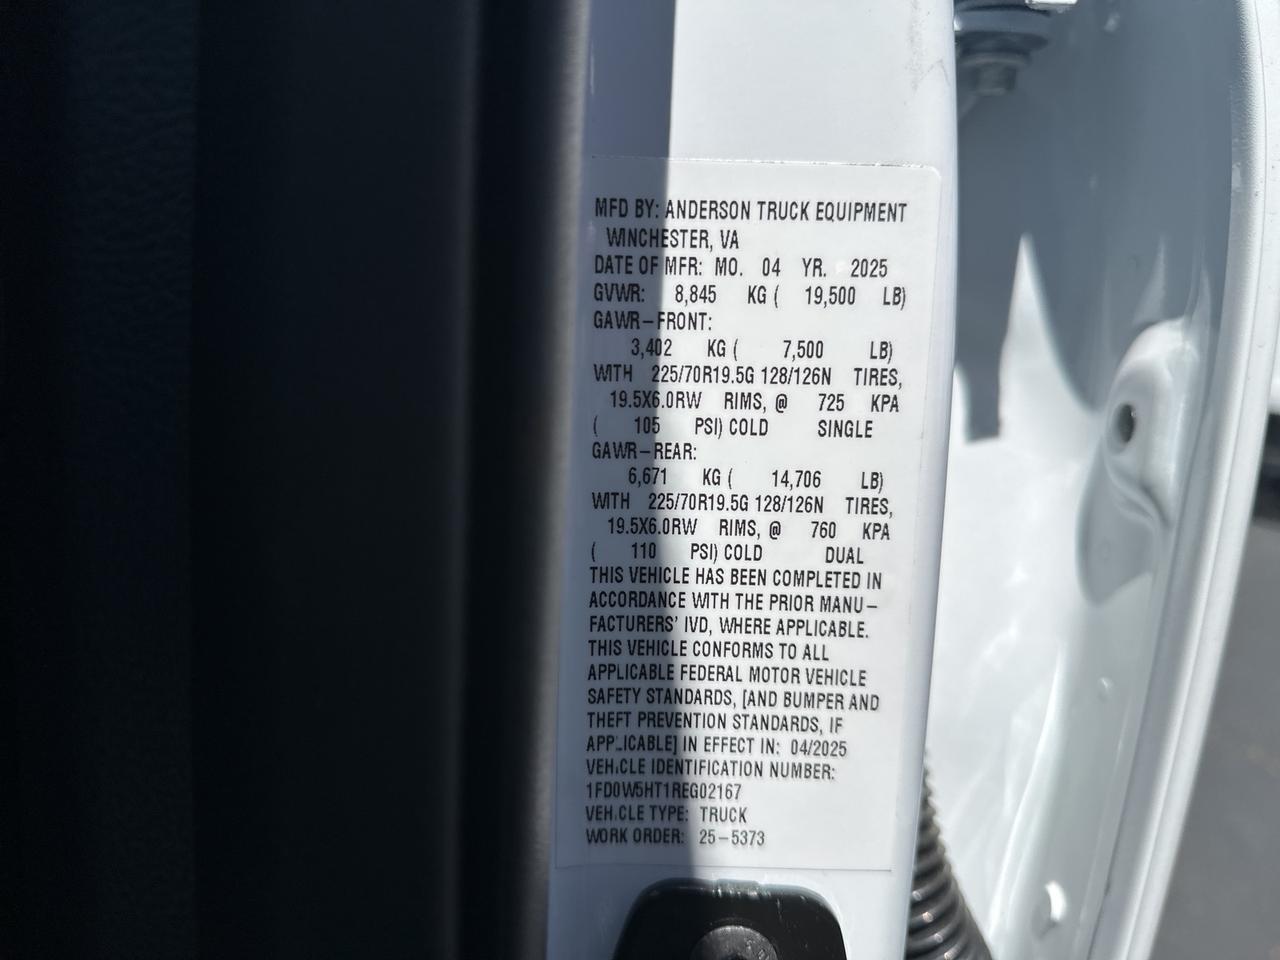 MFD BY: ANDERSON TRUCK EQUIPMENT
WINCHESTER, VA
DATE OF MFR: MO. 04 YR. 2025
GVWR: 8,845 KG ( 19,500 LB)
GAWR-FRONT:
3,402 KG ( 7,500 LB)
WITH 225/70R19.5G 128/126N TIRES,
19.5X6.0RW RIMS, @ 725 KPA
( 105 PSI) COLD SINGLE
GAWR-REAR:
6,671 KG ( 14,706 LB)
WITH 225/70R19.5G 128/126N TIRES,
19.5X6.0RW RIMS, @ 760 KPA
( 110 PSI) COLD DUAL
THIS VEHICLE HAS BEEN COMPLETED IN
ACCORDANCE WITH THE PRIOR MANU-
FACTURERS' IVD, WHERE APPLICABLE.
THIS VEHICLE CONFORMS TO ALL
APPLICABLE FEDERAL MOTOR VEHICLE
SAFETY STANDARDS, [AND BUMPER AND
THEFT PREVENTION STANDARDS, IF
APPLICABLE] IN EFFECT IN: 04/2025
VEHICLE IDENTIFICATION NUMBER:
1FD0W5HT1REG02167
VEHICLE TYPE: TRUCK
WORK ORDER: 25-5373